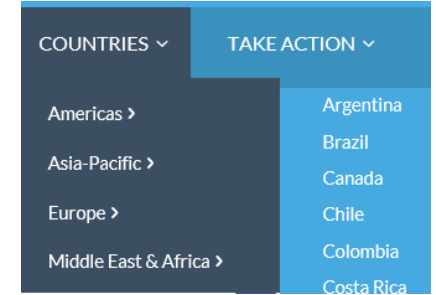 COUNTRIES
TAKE ACTION
Americas
Asia-Pacific
Europe
Middle East & Africa
Argentina
Brazil
Canada
Chile
Colombia
Costa Rica